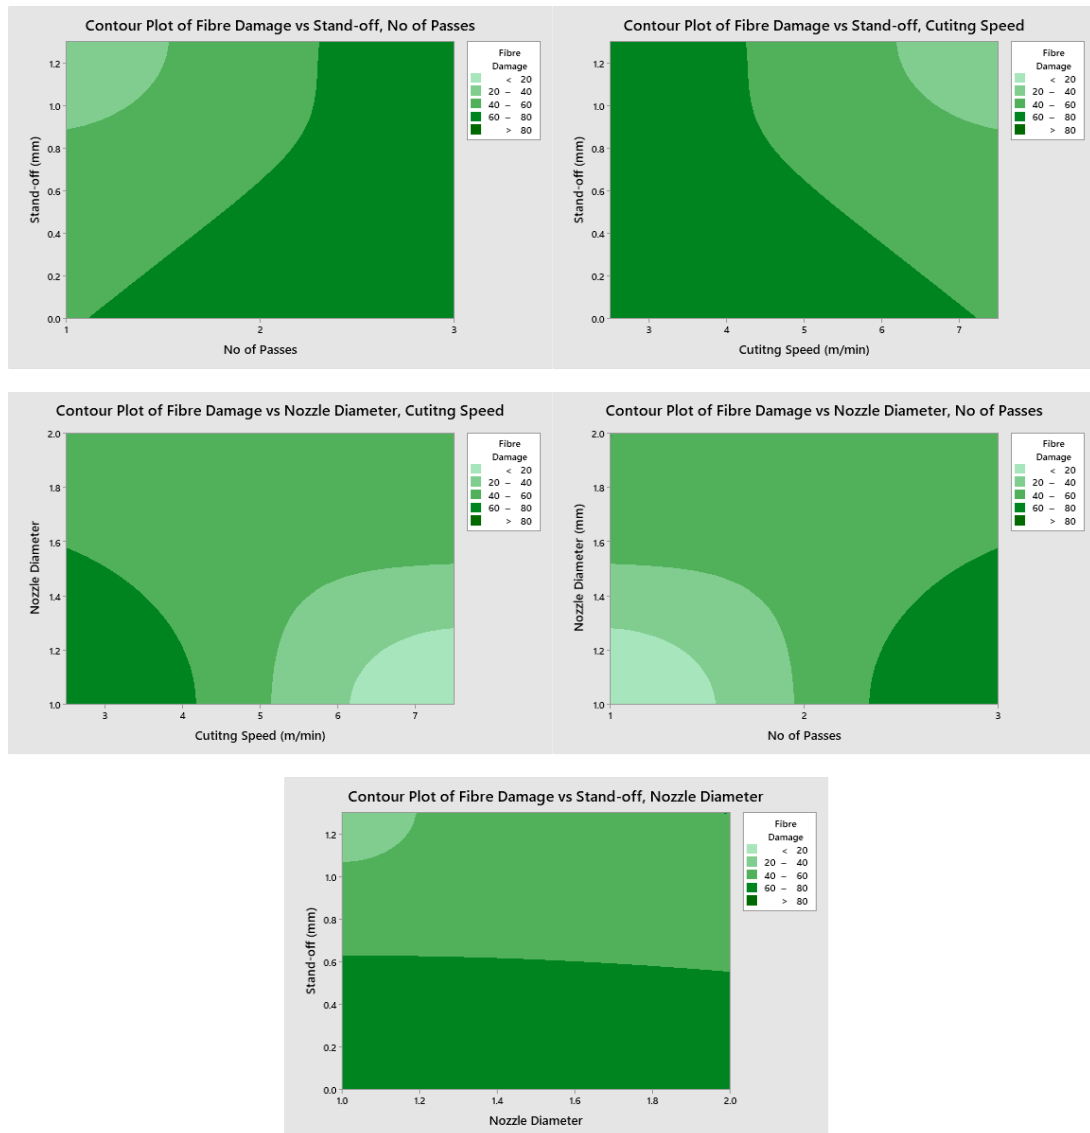 Contour Plot of Fibre Damage vs Stand-off, No of Passes
Fibre
Damage
< 20
20 – 40
40 – 60
60 – 80
> 80
Stand-off (mm)
1.2
1.0
0.8
0.6
0.4
0.2
0.0
1 2 3
No of Passes
Contour Plot of Fibre Damage vs Stand-off, Cutitng Speed
Fibre
Damage
< 20
20 – 40
40 – 60
60 – 80
> 80
Stand-off (mm)
1.2
1.0
0.8
0.6
0.4
0.2
0.0
3 4 5 6 7
Cutitng Speed (m/min)
Contour Plot of Fibre Damage vs Nozzle Diameter, Cutitng Speed
Fibre
Damage
< 20
20 – 40
40 – 60
60 – 80
> 80
Nozzle Diameter
2.0
1.8
1.6
1.4
1.2
1.0
3 4 5 6 7
Cutitng Speed (m/min)
Contour Plot of Fibre Damage vs Nozzle Diameter, No of Passes
Fibre
Damage
< 20
20 – 40
40 – 60
60 – 80
> 80
Nozzle Diameter (mm)
2.0
1.8
1.6
1.4
1.2
1.0
1 2 3
No of Passes
Contour Plot of Fibre Damage vs Stand-off, Nozzle Diameter
Fibre
Damage
< 20
20 – 40
40 – 60
60 – 80
> 80
Stand-off (mm)
1.2
1.0
0.8
0.6
0.4
0.2
0.0
1.0 1.2 1.4 1.6 1.8 2.0
Nozzle Diameter